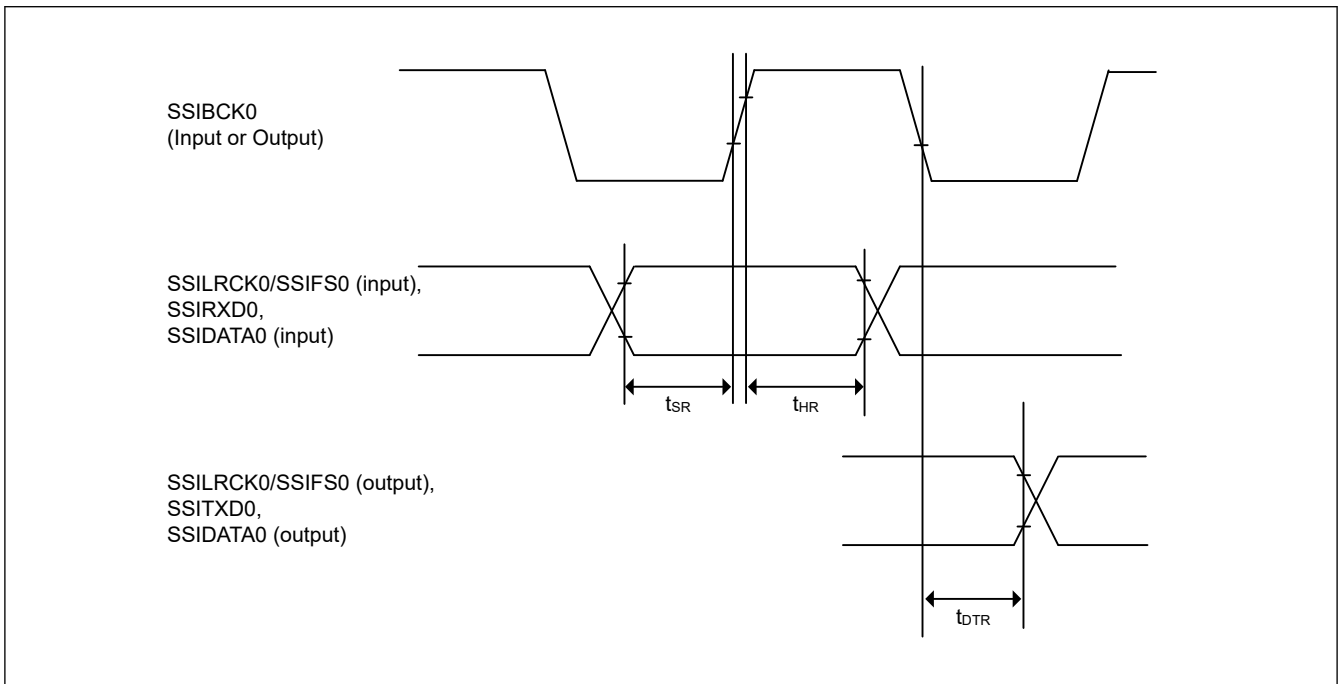 SSIBCK0
(Input or Output)
SSILRCK0/SSIFS0 (input),
SSIRXD0,
SSIDATA0 (input)
tSR
tHR
SSILRCK0/SSIFS0 (output),
SSITXD0,
SSIDATA0 (output)
tDTR